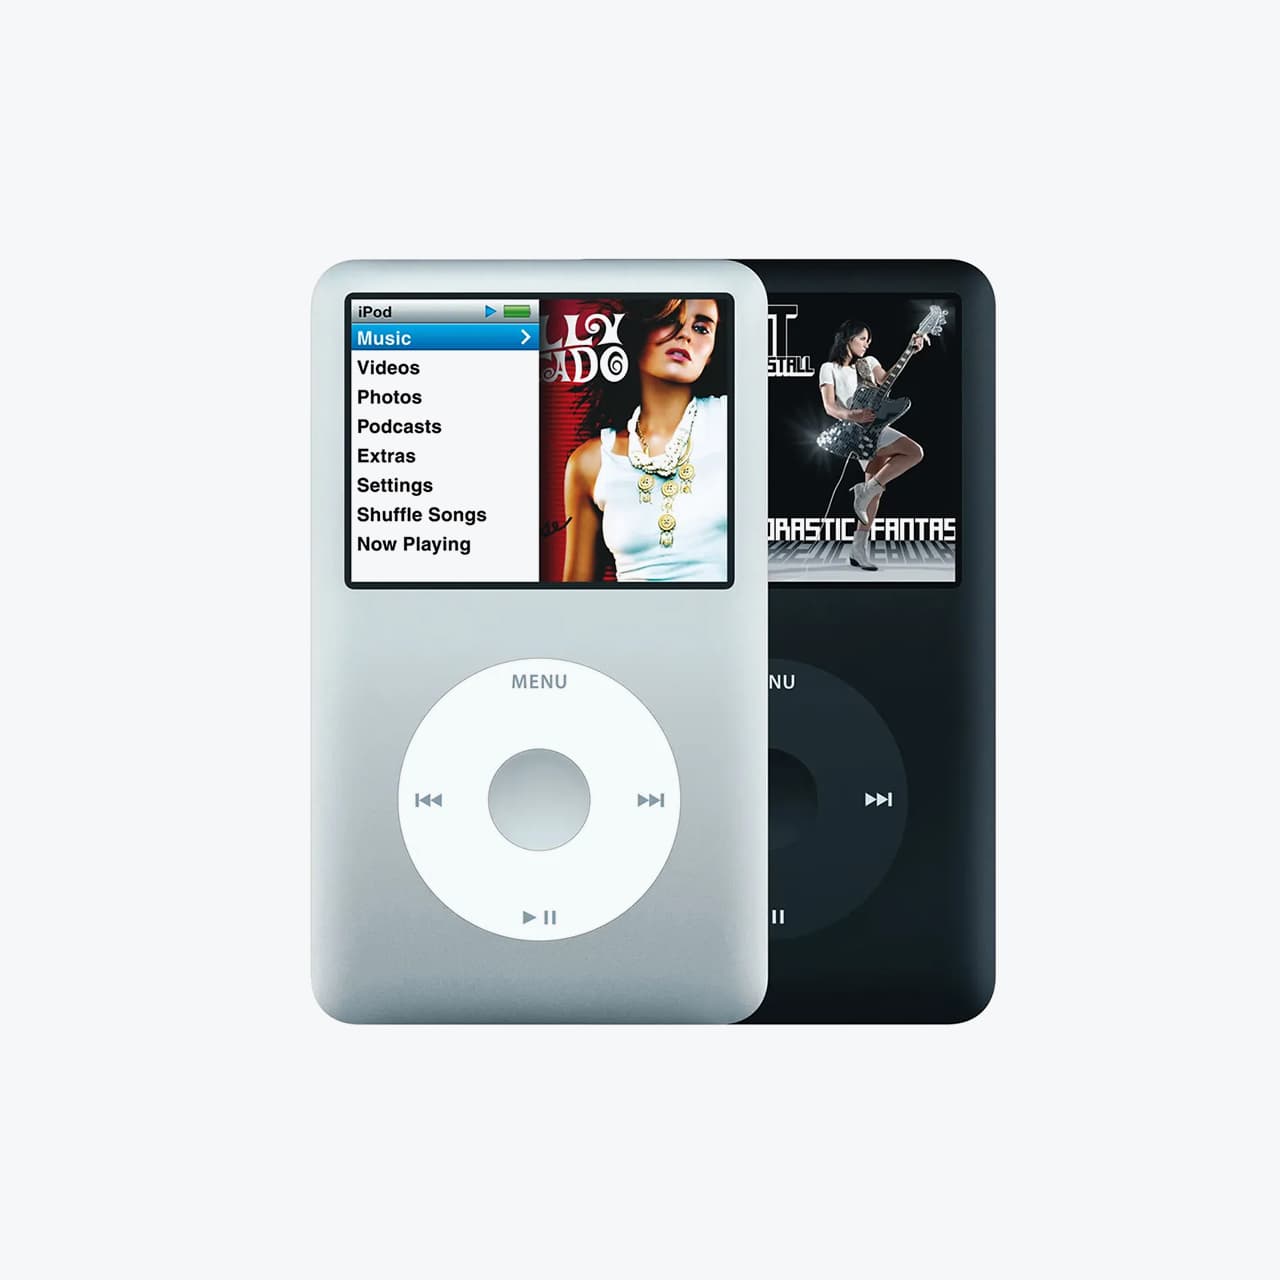 iPod
Music
Videos
Photos
Podcasts
Extras
Settings
Shuffle Songs
Now Playing
LLY
ADO
MENU
T
STALL
DRASTIC FANTAS
NU